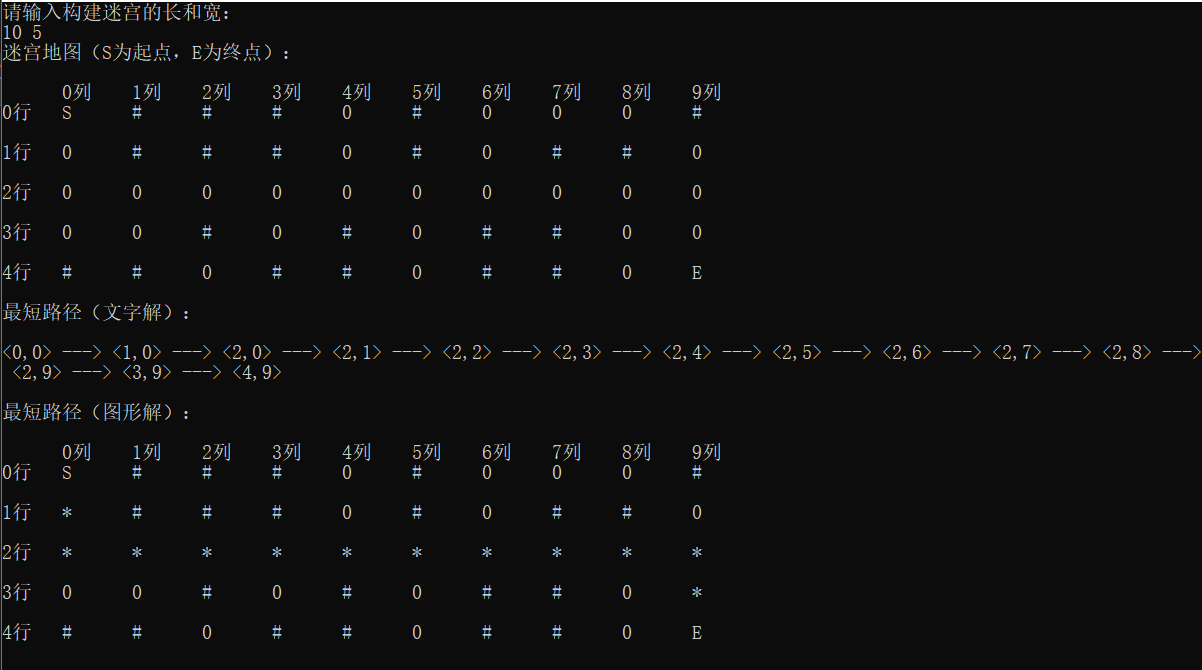 请输入构建迷宫的长和宽：
10 5
迷宫地图（S为起点，E为终点）：
0列 1列 2列 3列 4列 5列 6列 7列 8列 9列
0行 S # # # 0 # 0 0 0 #
1行 0 # # # 0 # 0 # # 0
2行 0 0 0 0 0 0 0 0 0 0
3行 0 0 # 0 # 0 # # 0 0
4行 # # 0 # # 0 # # 0 E
最短路径（文字解）：
<0,0> ---> <1,0> ---> <2,0> ---> <2,1> ---> <2,2> ---> <2,3> ---> <2,4> ---> <2,5> ---> <2,6> ---> <2,7> ---> <2,8> --->
<2,9> ---> <3,9> ---> <4,9>
最短路径（图形解）：
0列 1列 2列 3列 4列 5列 6列 7列 8列 9列
0行 S # # # 0 # 0 0 0 #
1行 * # # # 0 # 0 # # 0
2行 * * * * * * * * * *
3行 0 0 # 0 # 0 # # 0 *
4行 # # 0 # # 0 # # 0 E